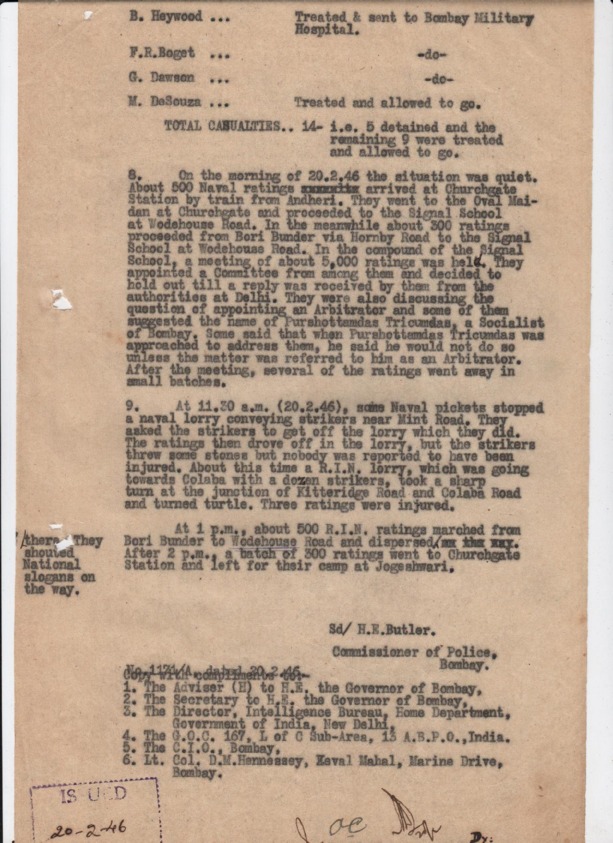 B. Heywood ... Treated & sent to Bombay Military
Hospital.
F.R.Boget ... -do-
G. Dawson ... -do-
M. DeSouza ... Treated and allowed to go.
TOTAL CASUALTIES.. 14- i.e. 5 detained and the
remaining 9 were treated
and allowed to go.
8. On the morning of 20.2.46 the situation was quiet.
About 500 Naval ratings arrived at Churchgate
Station by train from Andheri. They went to the Oval Mai-
dan at Churchgate and proceeded to the Signal School
at Wodehouse Road. In the meanwhile about 300 ratings
proceeded from Bori Bunder via Hornby Road to the Signal
School at Wodehouse Road. In the compound of the Signal
School, a meeting of about 5,000 ratings was held. They
appointed a Committee from among them and decided to
hold out till a reply was received by them from the
authorities at Delhi. They were also discussing the
question of appointing an Arbitrator and some of them
suggested the name of Purshottamdas Tricumdas, a Socialist
of Bombay. Some said that when Purshottamdas Tricumdas was
approached to address them, he said he would not do so
unless the matter was referred to him as an Arbitrator.
After the meeting, several of the ratings went away in
small batches.
9. At 11.30 a.m. (20.2.46), some Naval pickets stopped
a naval lorry conveying strikers near Mint Road. They
asked the strikers to get off the lorry which they did.
The ratings then drove off in the lorry, but the strikers
threw some stones but nobody was reported to have been
injured. About this time a R.I.N. lorry, which was going
towards Colaba with a dozen strikers, took a sharp
turn at the junction of Kitteridge Road and Colaba Road
and turned turtle. Three ratings were injured.
At 1 p.m., about 500 R.I.N. ratings marched from
Bori Bunder to Wodehouse Road and dispersed/
After 2 p.m., a batch of 300 ratings went to Churchgate
Station and left for their camp at Jogeshwari.
/there. They
shouted
National
slogans on
the way.
Sd/ H.E.Butler.
Commissioner of Police,
Bombay.
No.1171/A, dated 20.2.46
Copy with compliments to:-
1. The Adviser (H) to H.E. the Governor of Bombay,
2. The Secretary to H.E. the Governor of Bombay,
3. The Director, Intelligence Bureau, Home Department,
Government of India, New Delhi,
4. The G.O.C. 167, L of C Sub-Area, 13 A.B.P.O.,India.
5. The C.I.O., Bombay,
6. Lt. Col. D.M.Hennessey, Kaval Mahal, Marine Drive,
Bombay.
ISSUED
20-2-46
OC
Dy: